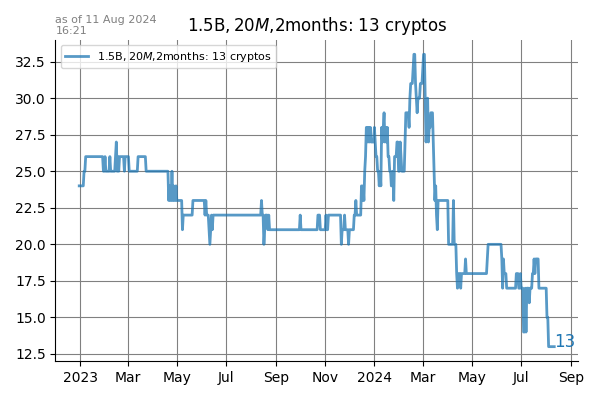 as of 11 Aug 2024
16:21
1.5B, 20M,2months: 13 cryptos
1.5B, 20M,2months: 13 cryptos
32.5
30.0
27.5
25.0
22.5
20.0
17.5
15.0
12.5
13
2023 Mar May Jul Sep Nov 2024 Mar May Jul Sep